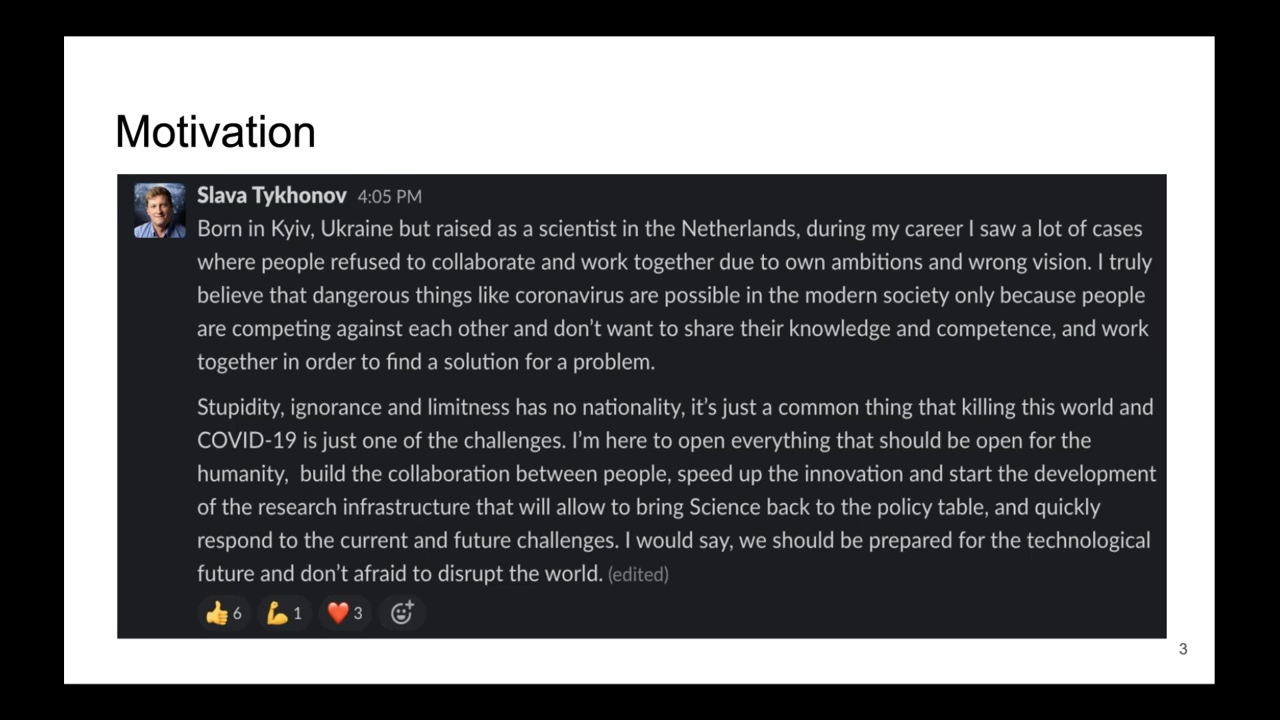 Motivation
Slava Tykhonov 4:05 PM
Born in Kyiv, Ukraine but raised as a scientist in the Netherlands, during my career I saw a lot of cases
where people refused to collaborate and work together due to own ambitions and wrong vision. I truly
believe that dangerous things like coronavirus are possible in the modern society only because people
are competing against each other and don’t want to share their knowledge and competence, and work
together in order to find a solution for a problem.
Stupidity, ignorance and limitness has no nationality, it’s just a common thing that killing this world and
COVID-19 is just one of the challenges. I’m here to open everything that should be open for the
humanity,  build the collaboration between people, speed up the innovation and start the development
of the research infrastructure that will allow to bring Science back to the policy table, and quickly
respond to the current and future challenges. I would say, we should be prepared for the technological
future and don’t afraid to disrupt the world. (edited)
👍 6 💪 1 ❤️ 3
3